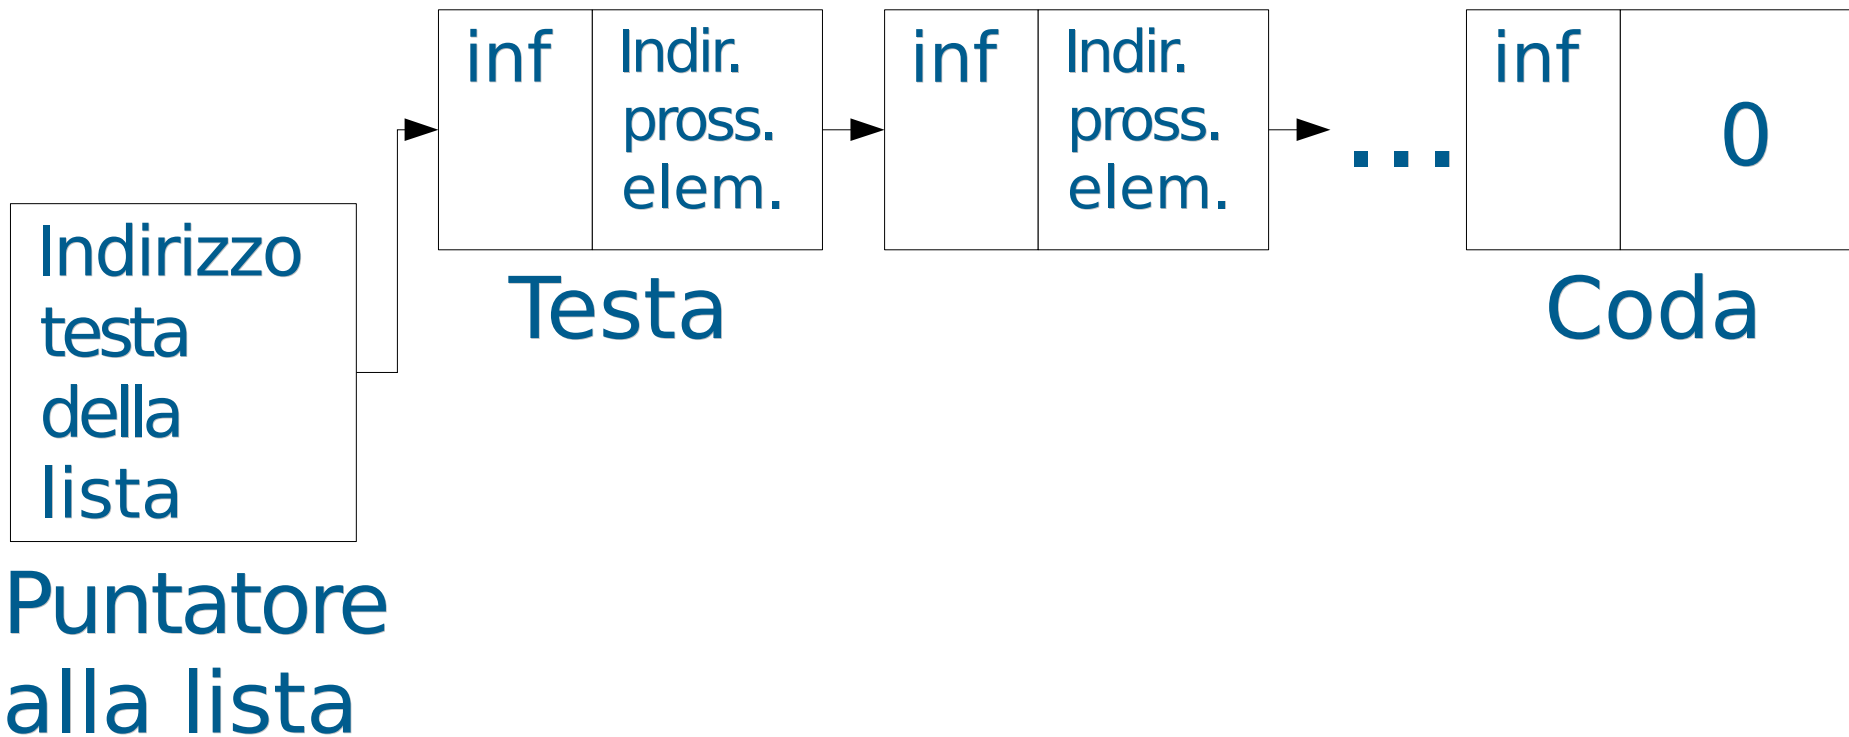 inf
Indir.
pross.
elem.
inf
Indir.
pross.
elem.
...
inf
0
Testa
Coda
Indirizzo
testa
della
lista
Puntatore
alla lista